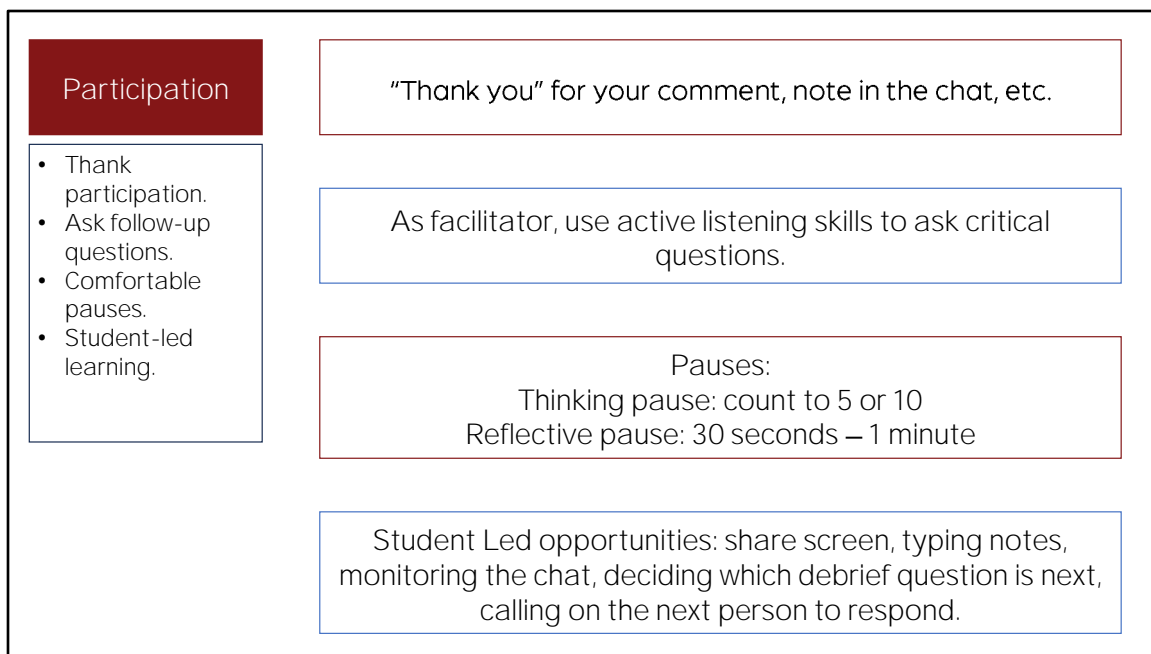 Participation
• Thank
participation.
• Ask follow-up
questions.
• Comfortable
pauses.
• Student-led
learning.
“Thank you” for your comment, note in the chat, etc.
As facilitator, use active listening skills to ask critical
questions.
Pauses:
Thinking pause: count to 5 or 10
Reflective pause: 30 seconds – 1 minute
Student Led opportunities: share screen, typing notes,
monitoring the chat, deciding which debrief question is next,
calling on the next person to respond.